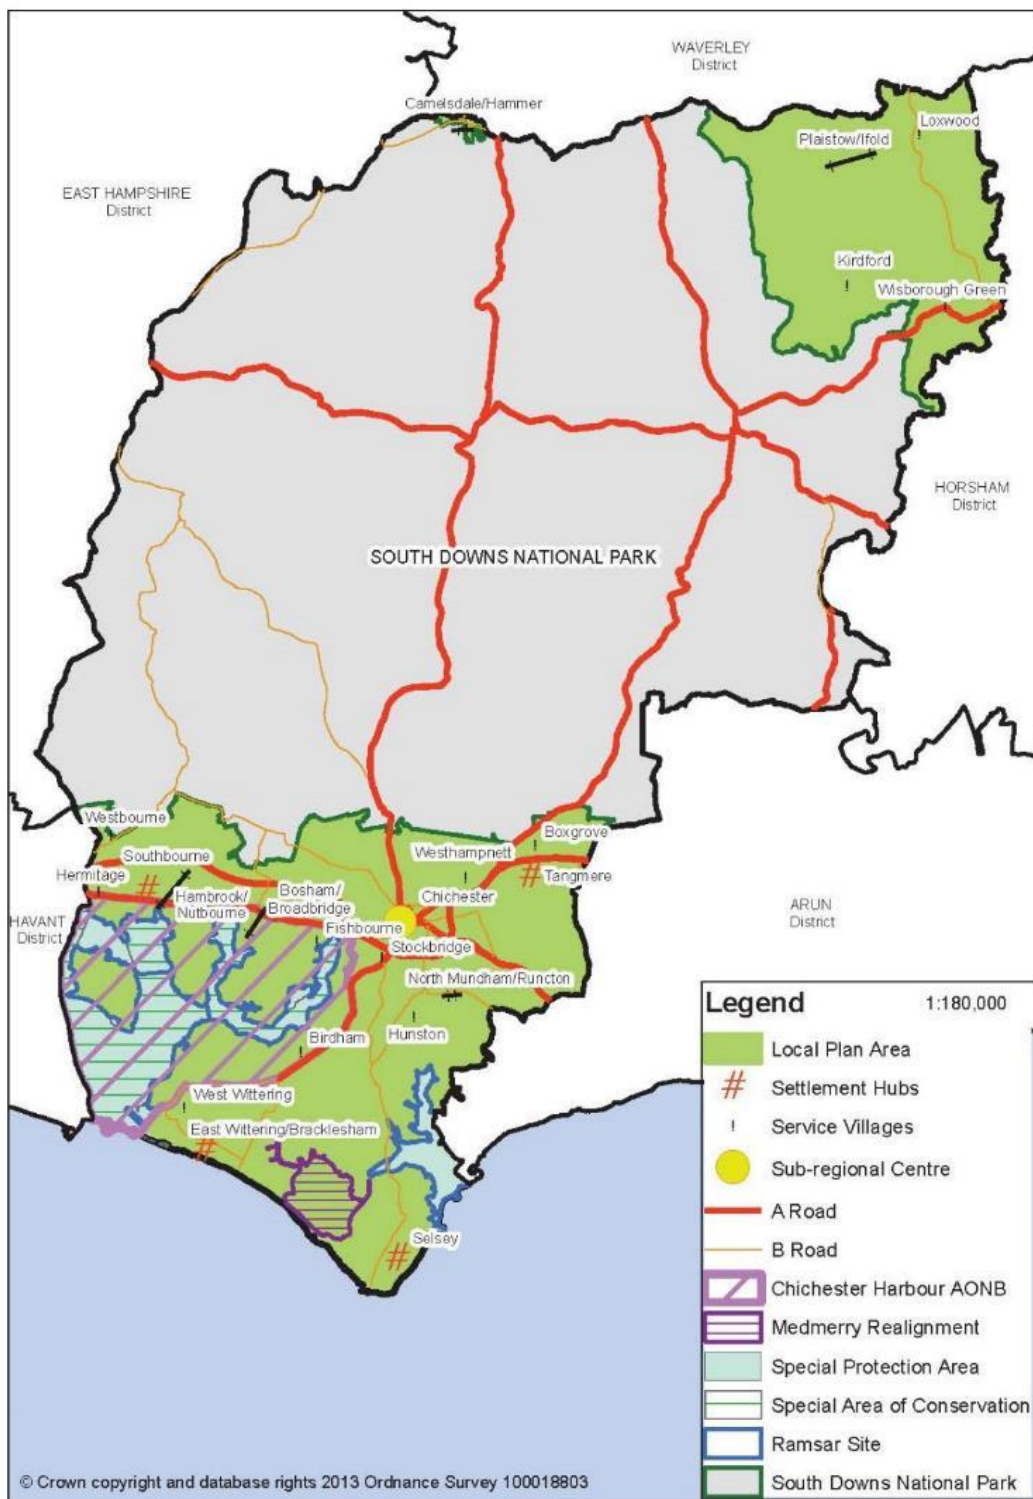 WAVERLEY
District
Camelsdale/Hammer
Loxwood
Plaistow/Ifold
EAST HAMPSHIRE
District
Kirdford
Wisborough Green
HORSHAM
District
SOUTH DOWNS NATIONAL PARK
Westbourne
Boxgrove
Westhampnett
Southbourne
Hermitage
Tangmere
Hambrook/
Nutbourne
Bosham/
Broadbridge
Chichester
HAVANT
District
Fishbourne
ARUN
District
Stockbridge
North Mundham/Runcton
Birdham
Hunston
West Wittering
East Wittering/Bracklesham
Selsey
Legend
1:180,000
Local Plan Area
Settlement Hubs
Service Villages
Sub-regional Centre
A Road
B Road
Chichester Harbour AONB
Medmerry Realignment
Special Protection Area
Special Area of Conservation
Ramsar Site
South Downs National Park
© Crown copyright and database rights 2013 Ordnance Survey 100018803